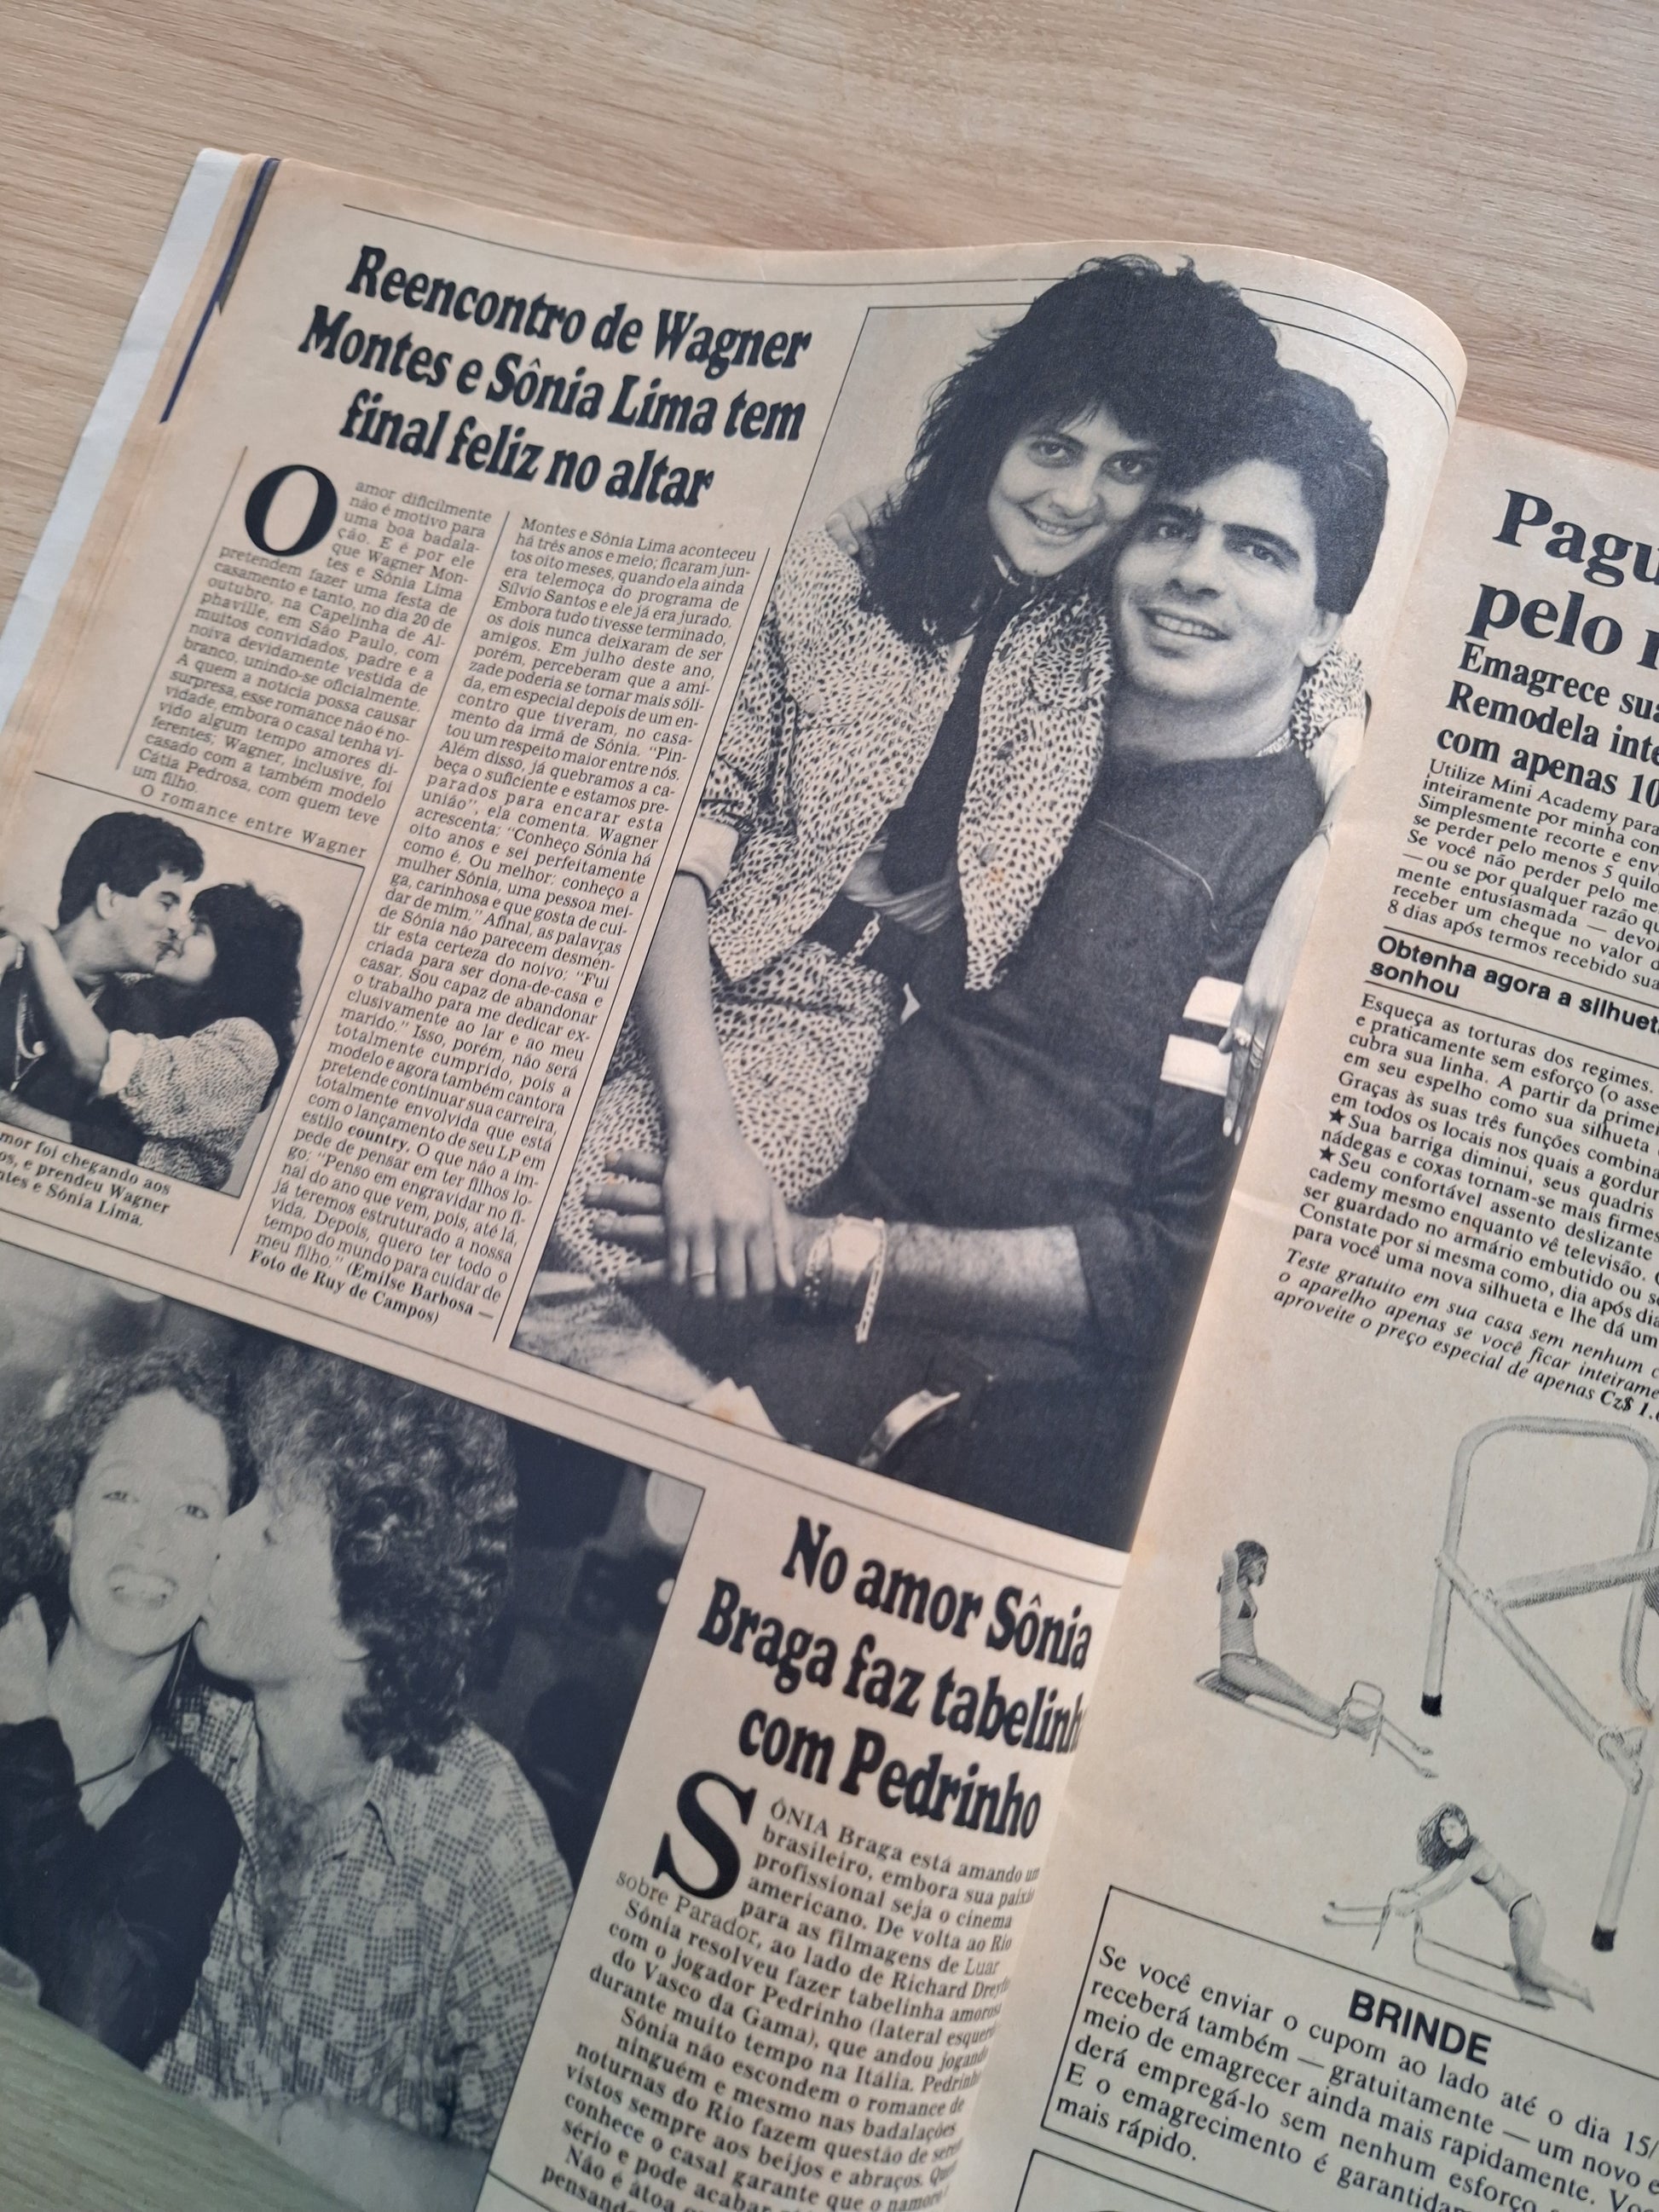 Reencontro de Wagner
Montes e Sônia Lima tem
final feliz no altar
O amor dificilmente
não é motivo para
uma boa badala-
ção. E é por ele
que Wagner Mon-
tes e Sônia Lima
pretendem fazer uma festa de
casamento e tanto, no dia 20 de
outubro, na Capelinha de Al-
phaville, em São Paulo, com
muitos convidados, padre e a
noiva devidamente vestida de
branco, unindo-se oficialmente.
A quem a notícia possa causar
surpresa, esse romance não é no-
vidade, embora o casal tenha vi-
vido algum tempo amores di-
ferentes; Wagner, inclusive, foi
casado com a também modelo
Cátia Pedrosa, com quem teve
um filho.
O romance entre Wagner
Montes e Sônia Lima aconteceu
há três anos e meio; ficaram jun-
tos oito meses, quando ela ainda
era telemoça do programa de
Sílvio Santos e ele já era jurado.
Embora tudo tivesse terminado,
os dois nunca deixaram de ser
amigos. Em julho deste ano,
porém, perceberam que a ami-
zade poderia se tornar mais sóli-
da, em especial depois de um en-
contro que tiveram, no casa-
mento da irmã de Sônia. "Pin-
tou um respeito maior entre nós.
Além disso, já quebramos a ca-
beça o suficiente e estamos pre-
parados para encarar esta
união", ela comenta. Wagner
acrescenta: "Conheço Sônia há
oito anos e sei perfeitamente
como é. Ou melhor: conheço a
mulher Sônia, uma pessoa mei-
ga, carinhosa e que gosta de cui-
dar de mim." Afinal, as palavras
de Sônia não parecem desmen-
tir esta certeza do noivo: "Fui
criada para ser dona-de-casa e
casar. Sou capaz de abandonar
o trabalho para me dedicar ex-
clusivamente ao lar e ao meu
marido." Isso, porém, não será
totalmente cumprido, pois a
modelo e agora também cantora
pretende continuar sua carreira,
totalmente envolvida que está
com o lançamento de seu LP em
estilo country. O que não a im-
pede de pensar em ter filhos lo-
go: "Penso em engravidar no fi-
nal do ano que vem, pois, até lá,
já teremos estruturado a nossa
vida. Depois, quero ter todo o
tempo do mundo para cuidar de
meu filho." (Emilse Barbosa —
Foto de Ruy de Campos)
mor foi chegando aos
os, e prendeu Wagner
ntes e Sônia Lima.
No amor Sônia
Braga faz tabelinh
com Pedrinho
SÔNIA Braga está amando um
brasileiro, embora sua paixã
profissional seja o cinema
americano. De volta ao Rio
para as filmagens de Luar
sobre Parador, ao lado de Richard Dreyfu
Sônia resolveu fazer tabelinha amorosa
com o jogador Pedrinho (lateral esquer
do Vasco da Gama), que andou jogando
durante muito tempo na Itália. Pedrinh
Sônia não escondem o romance de
ninguém e mesmo nas badalações
noturnas do Rio fazem questão de ser
vistos sempre aos beijos e abraços. Que
conhece o casal garante que o namoro
sério e pode acabar
Não é à toa
pensand
Pagu
pelo
Emagrece sua
Remodela inte
com apenas 10
Utilize Mini Academy para
inteiramente por minha con
Simplesmente recorte e env
se perder pelo menos 5 quilo
Se você não perder pelo me
— ou se por qualquer razão qu
mente entusiasmada — devol
receber um cheque no valor d
8 dias após termos recebido sua
Obtenha agora a silhueta
sonhou
Esqueça as torturas dos regimes.
e praticamente sem esforço (o asse
cubra sua linha. A partir da primei
em seu espelho como sua silhueta
Graças às suas três funções combina
em todos os locais nos quais a gordur
★ Sua barriga diminui, seus quadris
nádegas e coxas tornam-se mais firmes
★ Seu confortável assento deslizante
cademy mesmo enquanto vê televisão.
ser guardado no armário embutido ou s
Constate por si mesma como, dia após dia
para você uma nova silhueta e lhe dá um
Teste gratuito em sua casa sem nenhum c
o aparelho apenas se você ficar inteirame
aproveite o preço especial de apenas Cz$ 1.
BRINDE
Se você enviar o cupom ao lado até o dia 15/
receberá também — gratuitamente — um novo e
meio de emagrecer ainda mais rapidamente. Vo
derá empregá-lo sem nenhum esforço
E o emagrecimento é garantido
mais rápido.